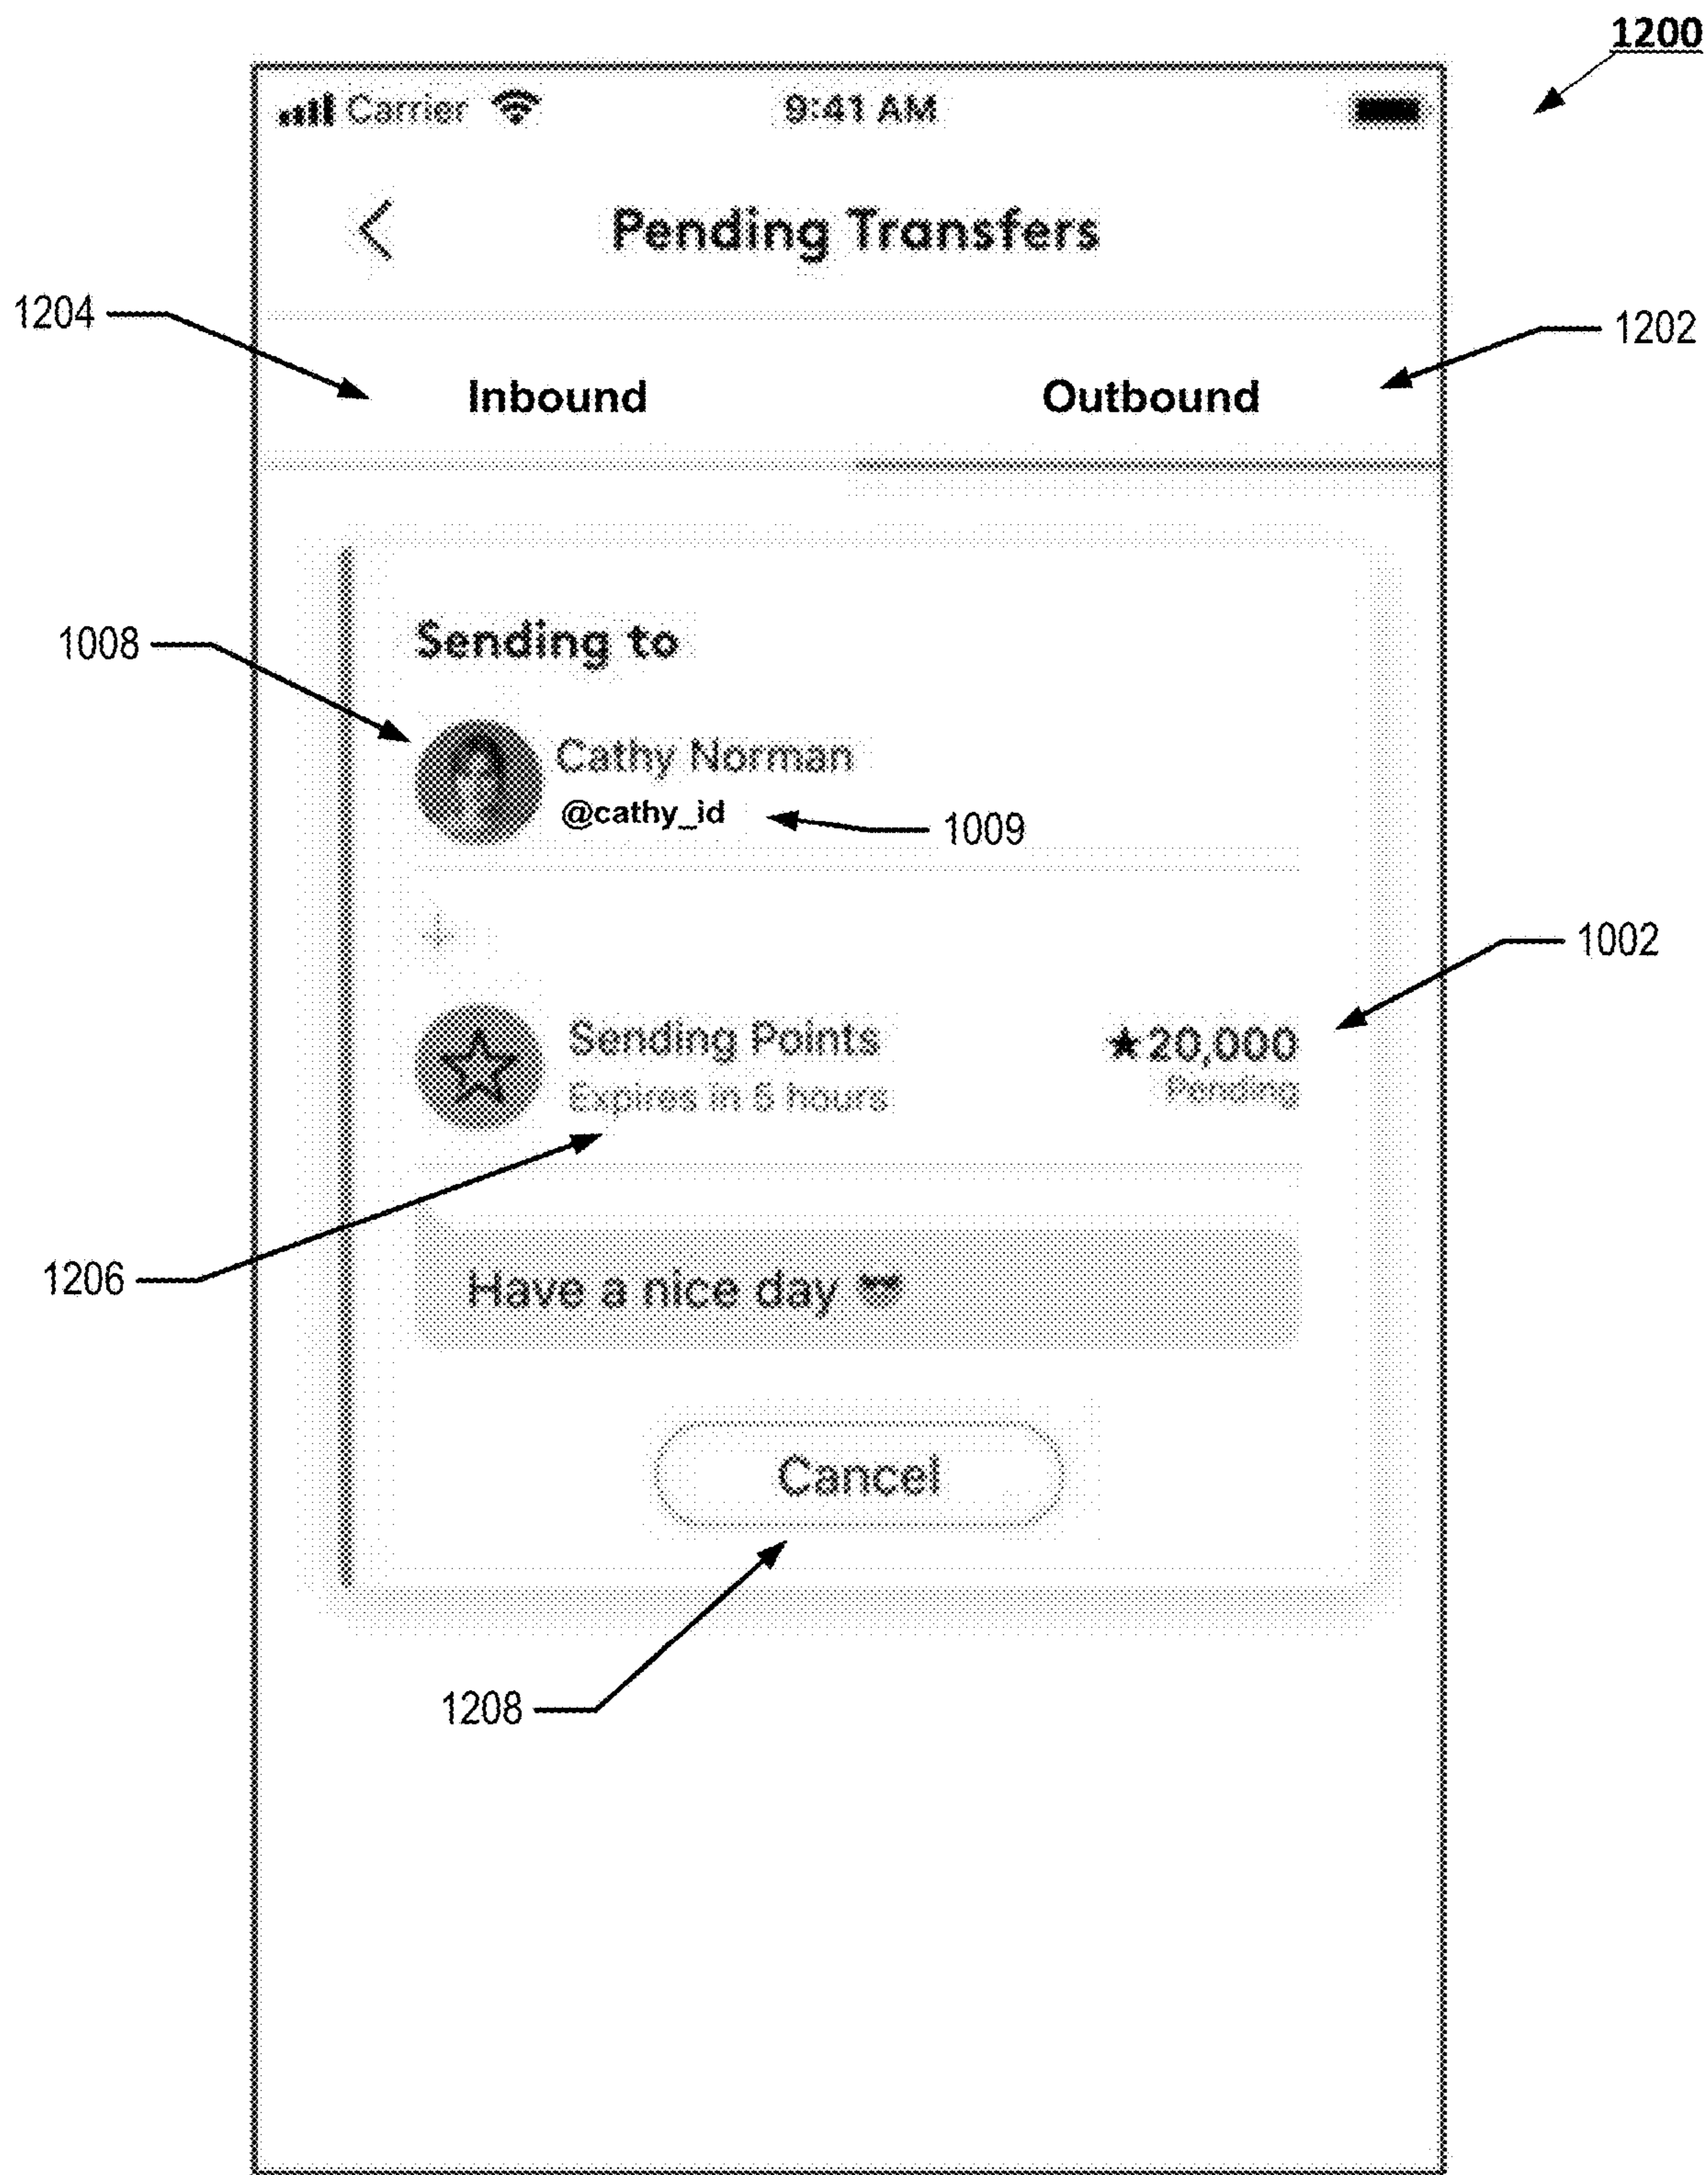 1200
Carrier 9:41 AM
Pending Transfers
1204
1202
Inbound Outbound
Sending to
1008
Cathy Norman
@cathy_id
1009
1002
Sending Points ★20,000
Expires in 6 hours Pending
1206
Have a nice day 😎
Cancel
1208